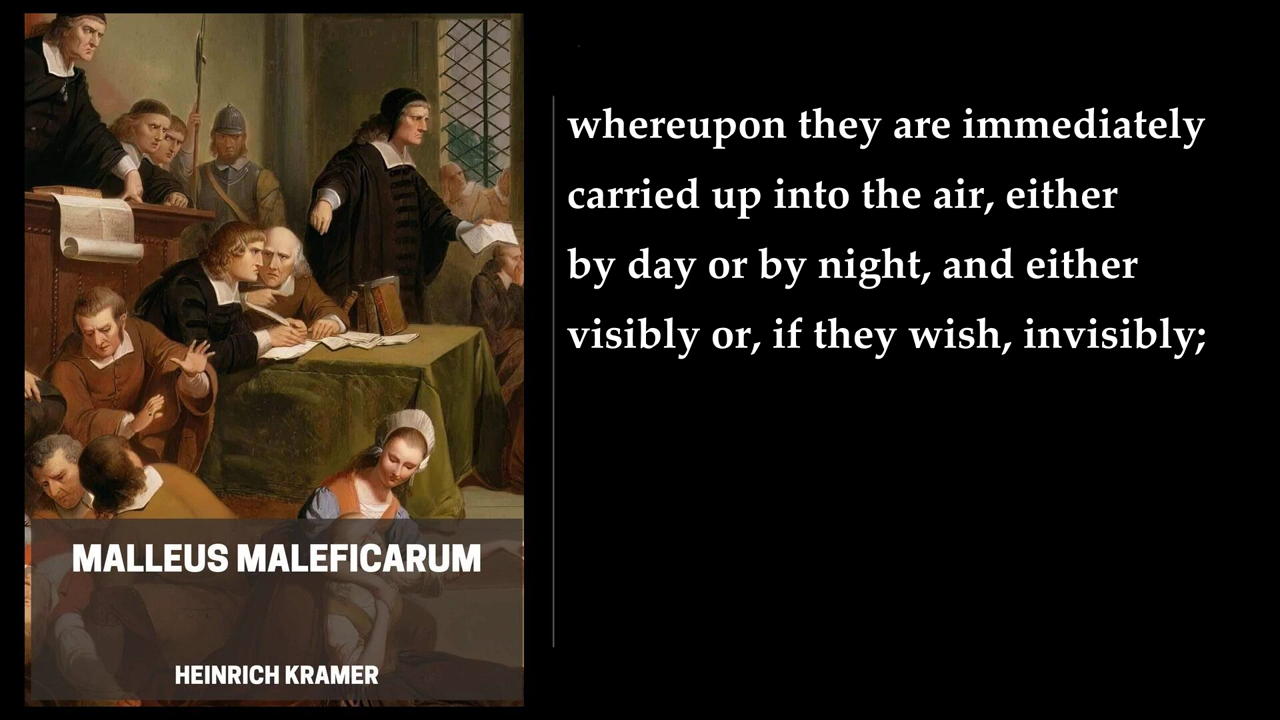 MALLEUS MALEFICARUM
HEINRICH KRAMER
whereupon they are immediately
carried up into the air, either
by day or by night, and either
visibly or, if they wish, invisibly;